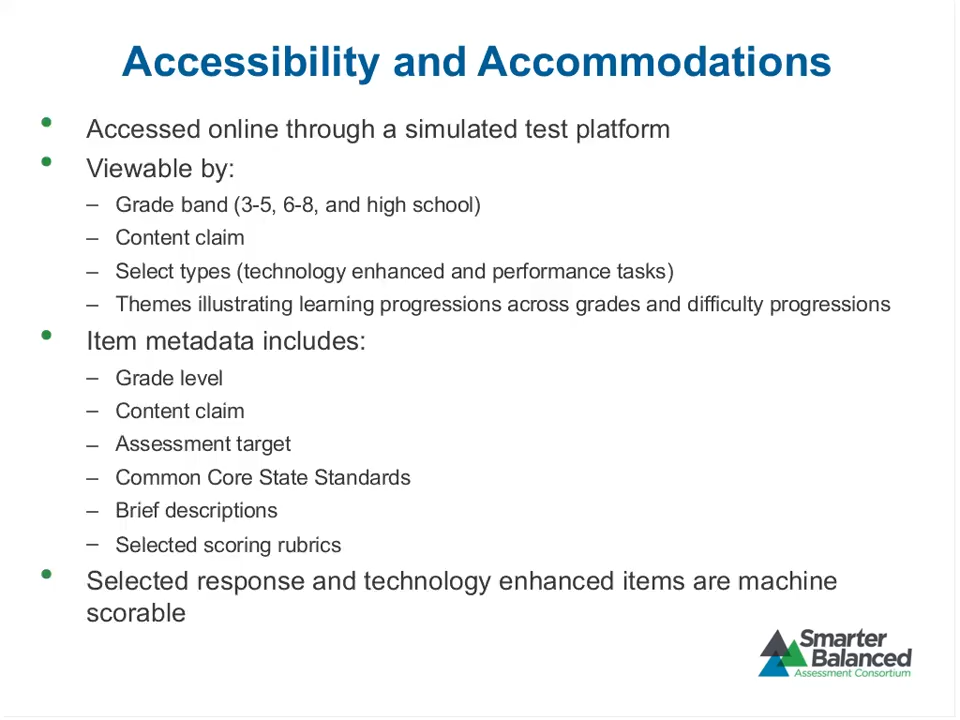 Accessibility and Accommodations
• Accessed online through a simulated test platform
• Viewable by:
– Grade band (3-5, 6-8, and high school)
– Content claim
– Select types (technology enhanced and performance tasks)
– Themes illustrating learning progressions across grades and difficulty progressions
• Item metadata includes:
– Grade level
– Content claim
– Assessment target
– Common Core State Standards
– Brief descriptions
– Selected scoring rubrics
• Selected response and technology enhanced items are machine
scorable
Smarter
Balanced
Assessment Consortium